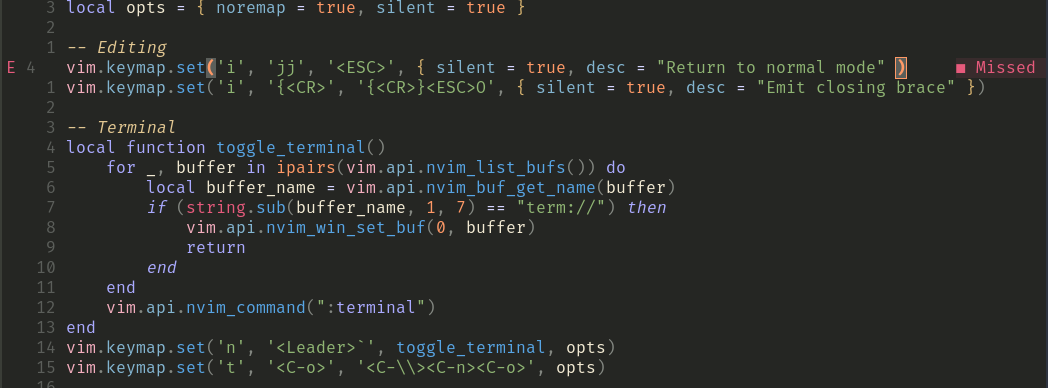 3 local opts = { noremap = true, silent = true }
2
1 -- Editing
E 4 vim.keymap.set('i', 'jj', '<ESC>', { silent = true, desc = "Return to normal mode" ) ■ Missed
1 vim.keymap.set('i', '{<CR>', '{<CR>}<ESC>O', { silent = true, desc = "Emit closing brace" })
2
3 -- Terminal
4 local function toggle_terminal()
5     for _, buffer in ipairs(vim.api.nvim_list_bufs()) do
6         local buffer_name = vim.api.nvim_buf_get_name(buffer)
7         if (string.sub(buffer_name, 1, 7) == "term://") then
8             vim.api.nvim_win_set_buf(0, buffer)
9             return
10         end
11     end
12     vim.api.nvim_command(":terminal")
13 end
14 vim.keymap.set('n', '<Leader>`', toggle_terminal, opts)
15 vim.keymap.set('t', '<C-o>', '<C-\\><C-n><C-o>', opts)
16